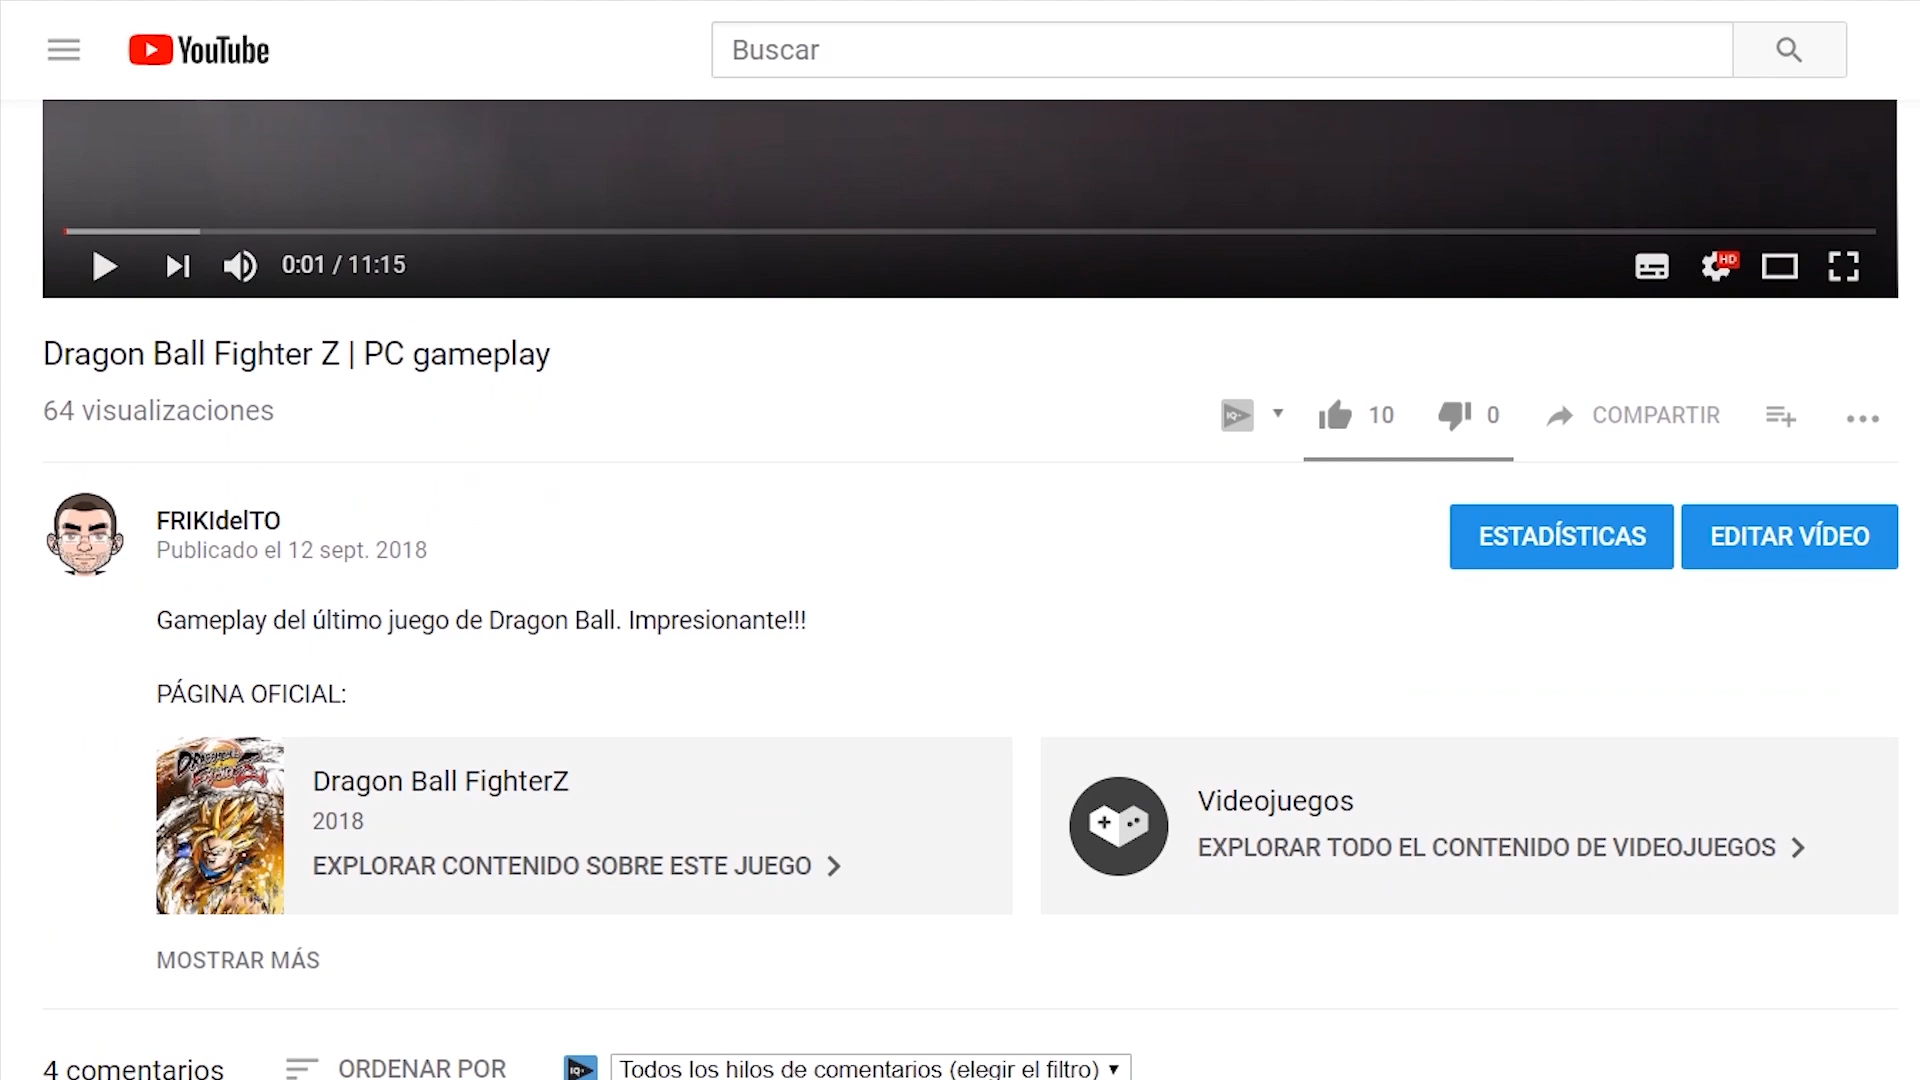 YouTube
Buscar
0:01 / 11:15
HD
Dragon Ball Fighter Z | PC gameplay
64 visualizaciones
IQ
10
0
COMPARTIR
FRIKIdelTO
Publicado el 12 sept. 2018
ESTADÍSTICAS
EDITAR VÍDEO
Gameplay del último juego de Dragon Ball. Impresionante!!!
PÁGINA OFICIAL:
Dragon Ball FighterZ
2018
EXPLORAR CONTENIDO SOBRE ESTE JUEGO
Videojuegos
EXPLORAR TODO EL CONTENIDO DE VIDEOJUEGOS
MOSTRAR MÁS
4 comentarios
ORDENAR POR
IQ
Todos los hilos de comentarios (elegir el filtro)